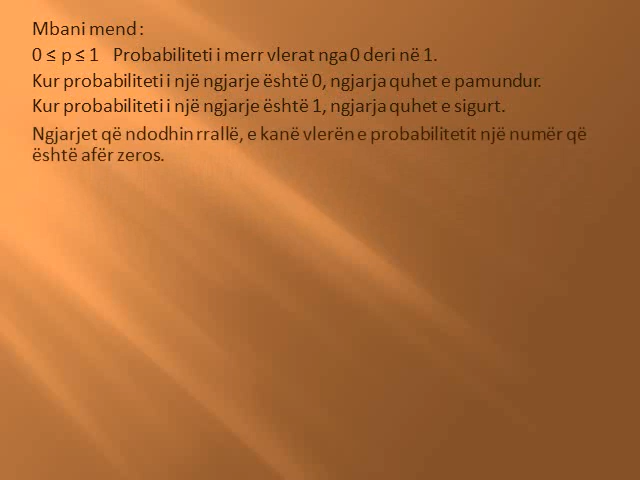 Mbani mend :
0 ≤ p ≤ 1 Probabiliteti i merr vlerat nga 0 deri në 1.
Kur probabiliteti i një ngjarje është 0, ngjarja quhet e pamundur.
Kur probabiliteti i një ngjarje është 1, ngjarja quhet e sigurt.
Ngjarjet që ndodhin rrallë, e kanë vlerën e probabilitetit një numër që
është afër zeros.